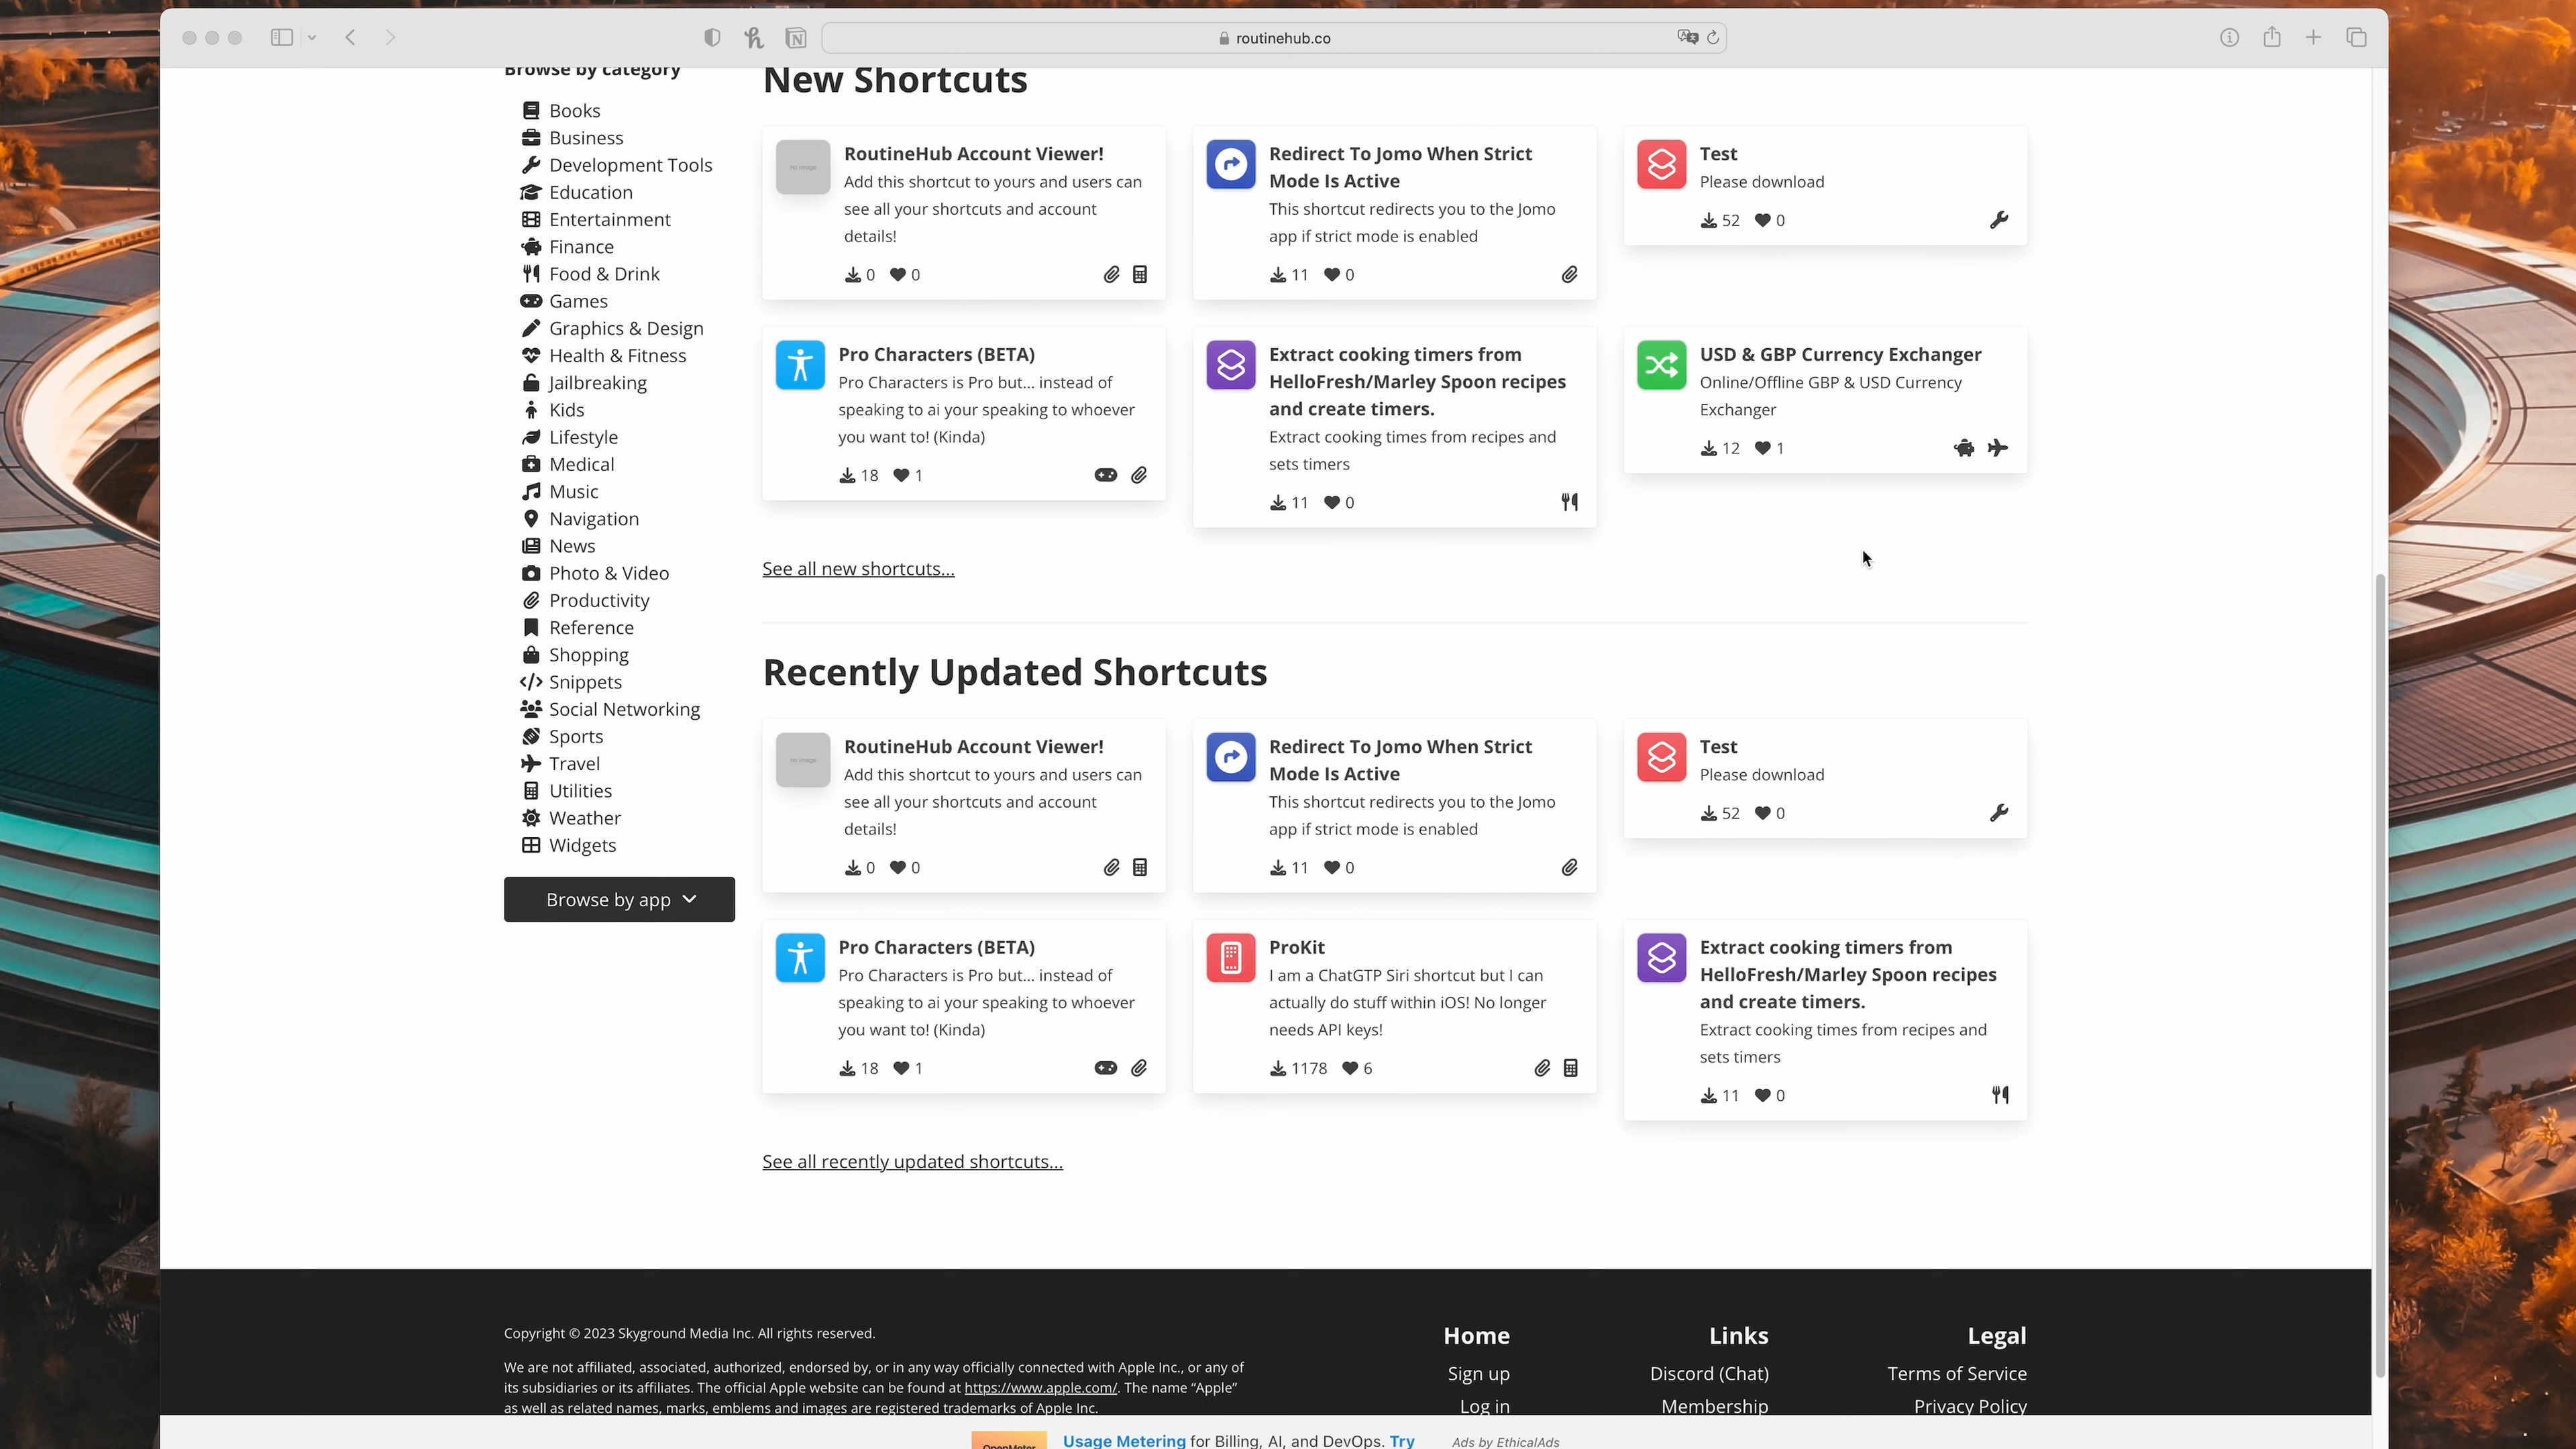 routinehub.co
Browse by category
Books
Business
Development Tools
Education
Entertainment
Finance
Food & Drink
Games
Graphics & Design
Health & Fitness
Jailbreaking
Kids
Lifestyle
Medical
Music
Navigation
News
Photo & Video
Productivity
Reference
Shopping
Snippets
Social Networking
Sports
Travel
Utilities
Weather
Widgets
Browse by app
New Shortcuts
no image
RoutineHub Account Viewer!
Add this shortcut to yours and users can
see all your shortcuts and account
details!
0 0
Redirect To Jomo When Strict
Mode Is Active
This shortcut redirects you to the Jomo
app if strict mode is enabled
11 0
Test
Please download
52 0
Pro Characters (BETA)
Pro Characters is Pro but... instead of
speaking to ai your speaking to whoever
you want to! (Kinda)
18 1
Extract cooking timers from
HelloFresh/Marley Spoon recipes
and create timers.
Extract cooking times from recipes and
sets timers
11 0
USD & GBP Currency Exchanger
Online/Offline GBP & USD Currency
Exchanger
12 1
See all new shortcuts...
Recently Updated Shortcuts
no image
RoutineHub Account Viewer!
Add this shortcut to yours and users can
see all your shortcuts and account
details!
0 0
Redirect To Jomo When Strict
Mode Is Active
This shortcut redirects you to the Jomo
app if strict mode is enabled
11 0
Test
Please download
52 0
Pro Characters (BETA)
Pro Characters is Pro but... instead of
speaking to ai your speaking to whoever
you want to! (Kinda)
18 1
ProKit
I am a ChatGTP Siri shortcut but I can
actually do stuff within iOS! No longer
needs API keys!
1178 6
Extract cooking timers from
HelloFresh/Marley Spoon recipes
and create timers.
Extract cooking times from recipes and
sets timers
11 0
See all recently updated shortcuts...
Copyright © 2023 Skyground Media Inc. All rights reserved.
We are not affiliated, associated, authorized, endorsed by, or in any way officially connected with Apple Inc., or any of
its subsidiaries or its affiliates. The official Apple website can be found at https://www.apple.com/. The name “Apple”
as well as related names, marks, emblems and images are registered trademarks of Apple Inc.
Home
Sign up
Log in
Links
Discord (Chat)
Membership
Legal
Terms of Service
Privacy Policy
OpenMeter
Usage Metering for Billing, AI, and DevOps. Try
Ads by EthicalAds